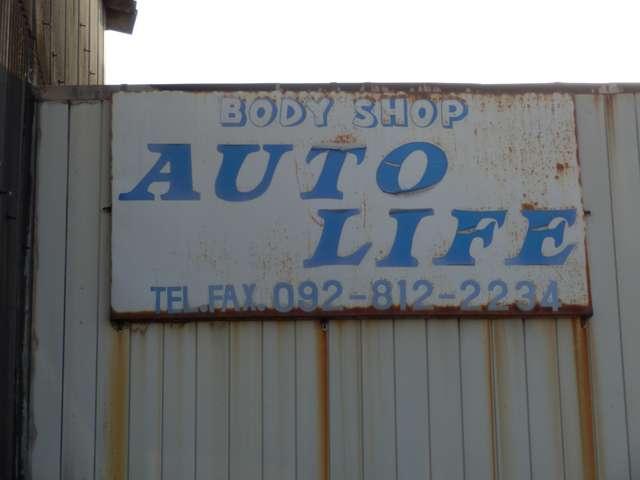 BODY SHOP
AUTO
LIFE
TEL.FAX.092-812-2234